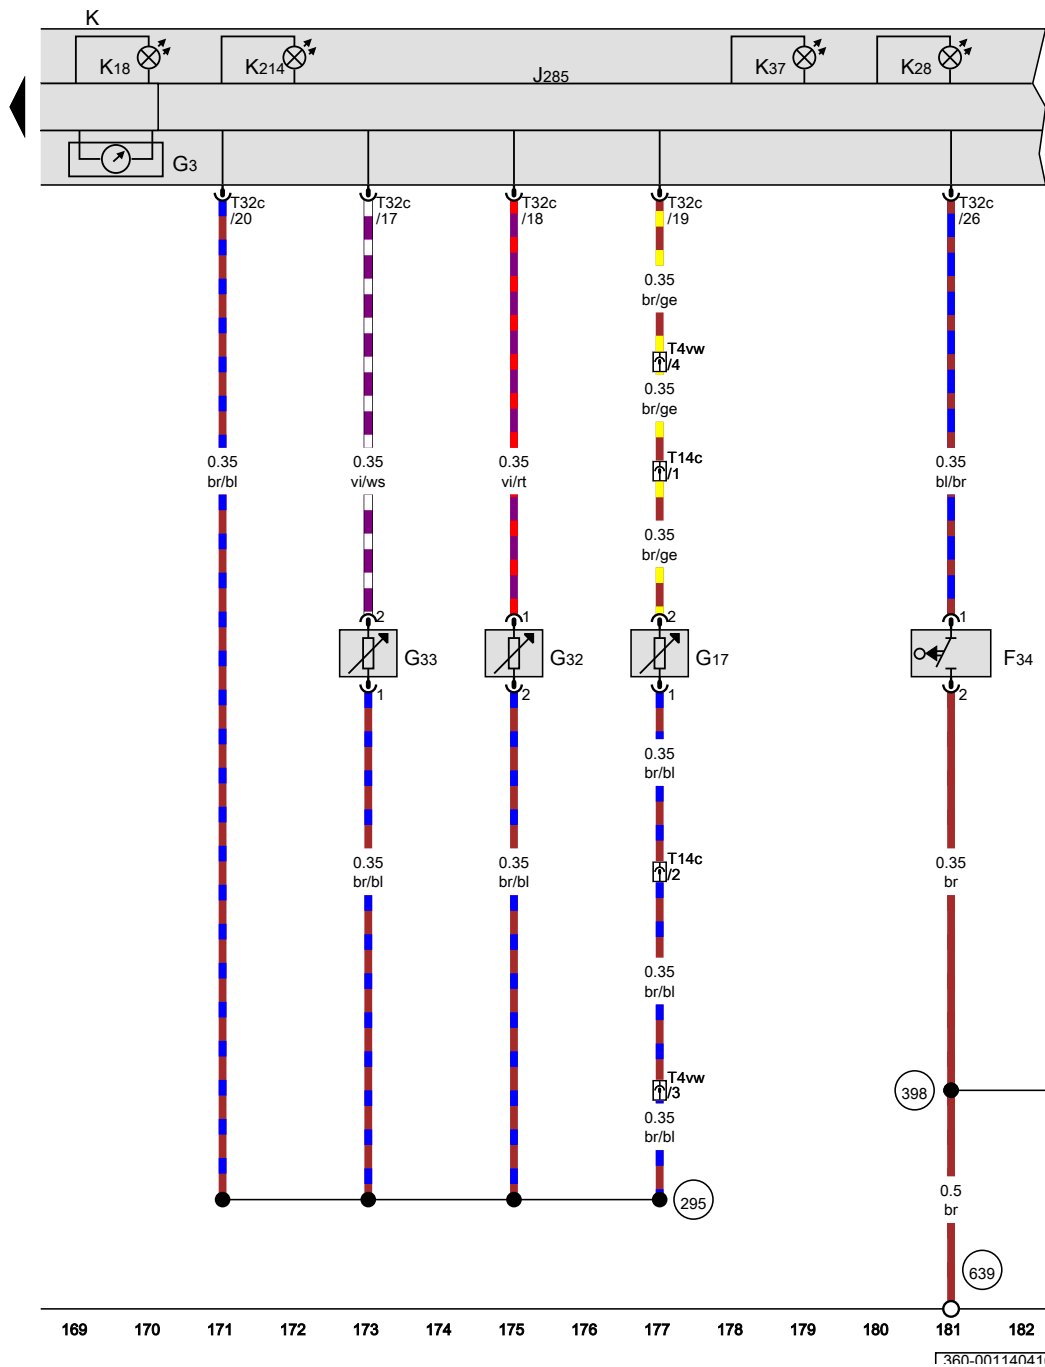 K
K18
K214
J285
K37
K28
G3
T32c
/20
T32c
/17
T32c
/18
T32c
/19
T32c
/26
0.35
br/ge
T4vw
/4
0.35
br/ge
0.35
br/bl
0.35
vi/ws
0.35
vi/rt
T14c
/1
0.35
bl/br
0.35
br/ge
2
1
2
1
G33
G32
G17
F34
1
2
1
2
0.35
br/bl
0.35
br/bl
0.35
br/bl
T14c
/2
0.35
br
0.35
br/bl
T4vw
/3
398
0.35
br/bl
295
0.5
br
639
169 170 171 172 173 174 175 176 177 178 179 180 181 182
360-00114041